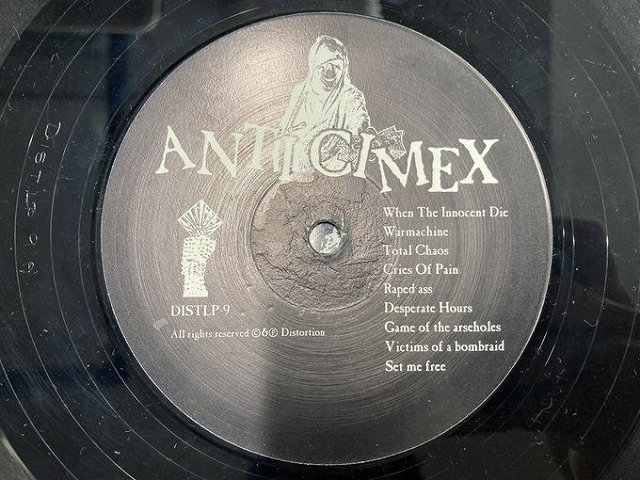 ANTI CIMEX
When The Innocent Die
Warmachine
Total Chaos
Cries Of Pain
Raped ass
Desperate Hours
Game of the arseholes
Victims of a bombraid
Set me free
DISTLP 9
All rights reserved ©&℗ Distortion